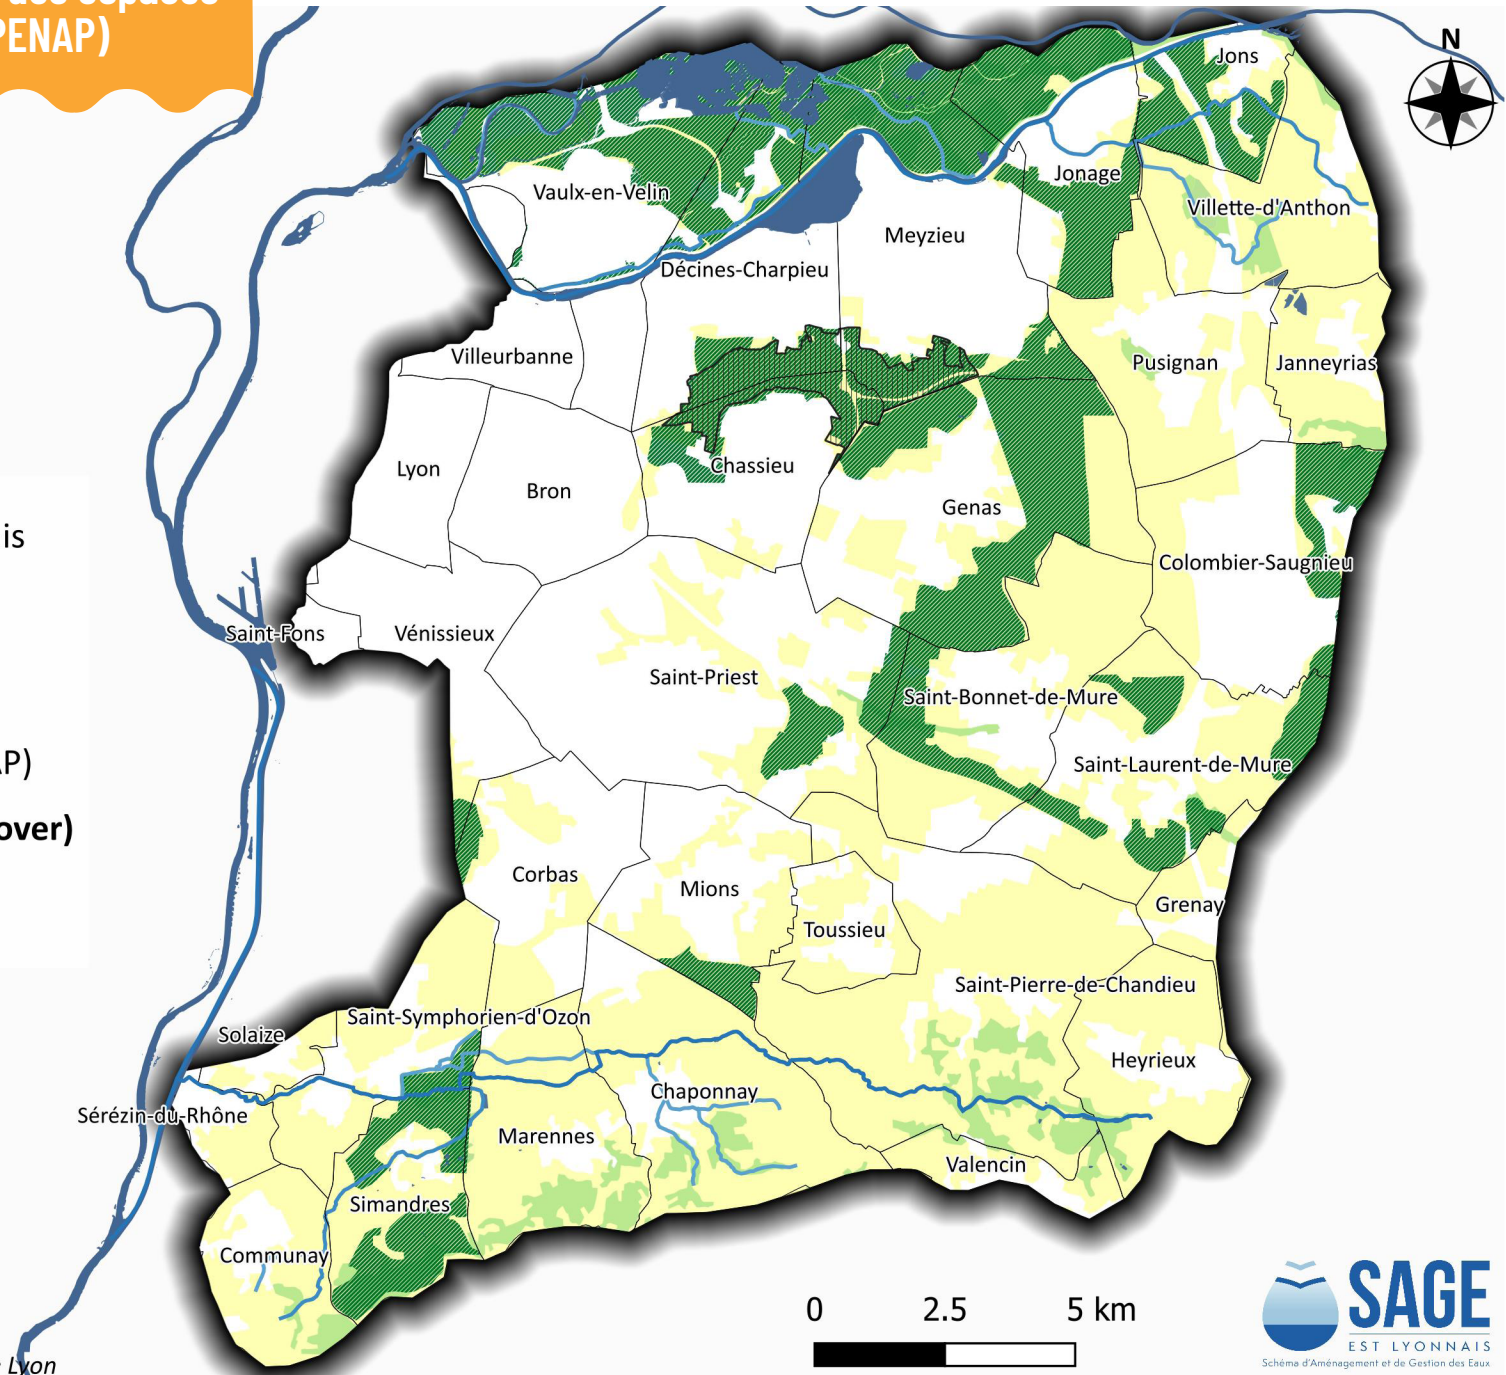 des espaces
PENAP)
N
Jons
Jonage
Vaulx-en-Velin
Villette-d'Anthon
Meyzieu
Décines-Charpieu
Villeurbanne
Pusignan
Janneyrias
Lyon
Chassieu
Bron
Genas
is
Colombier-Saugnieu
Saint-Fons
Vénissieux
Saint-Priest
Saint-Bonnet-de-Mure
AP)
Saint-Laurent-de-Mure
over)
Corbas
Mions
Grenay
Toussieu
Saint-Pierre-de-Chandieu
Saint-Symphorien-d'Ozon
Solaize
Heyrieux
Chaponnay
Sérézin-du-Rhône
Marennes
Valencin
Simandres
Communay
0 2.5 5 km
SAGE
EST LYONNAIS
Schéma d'Aménagement et de Gestion des Eaux
Lyon